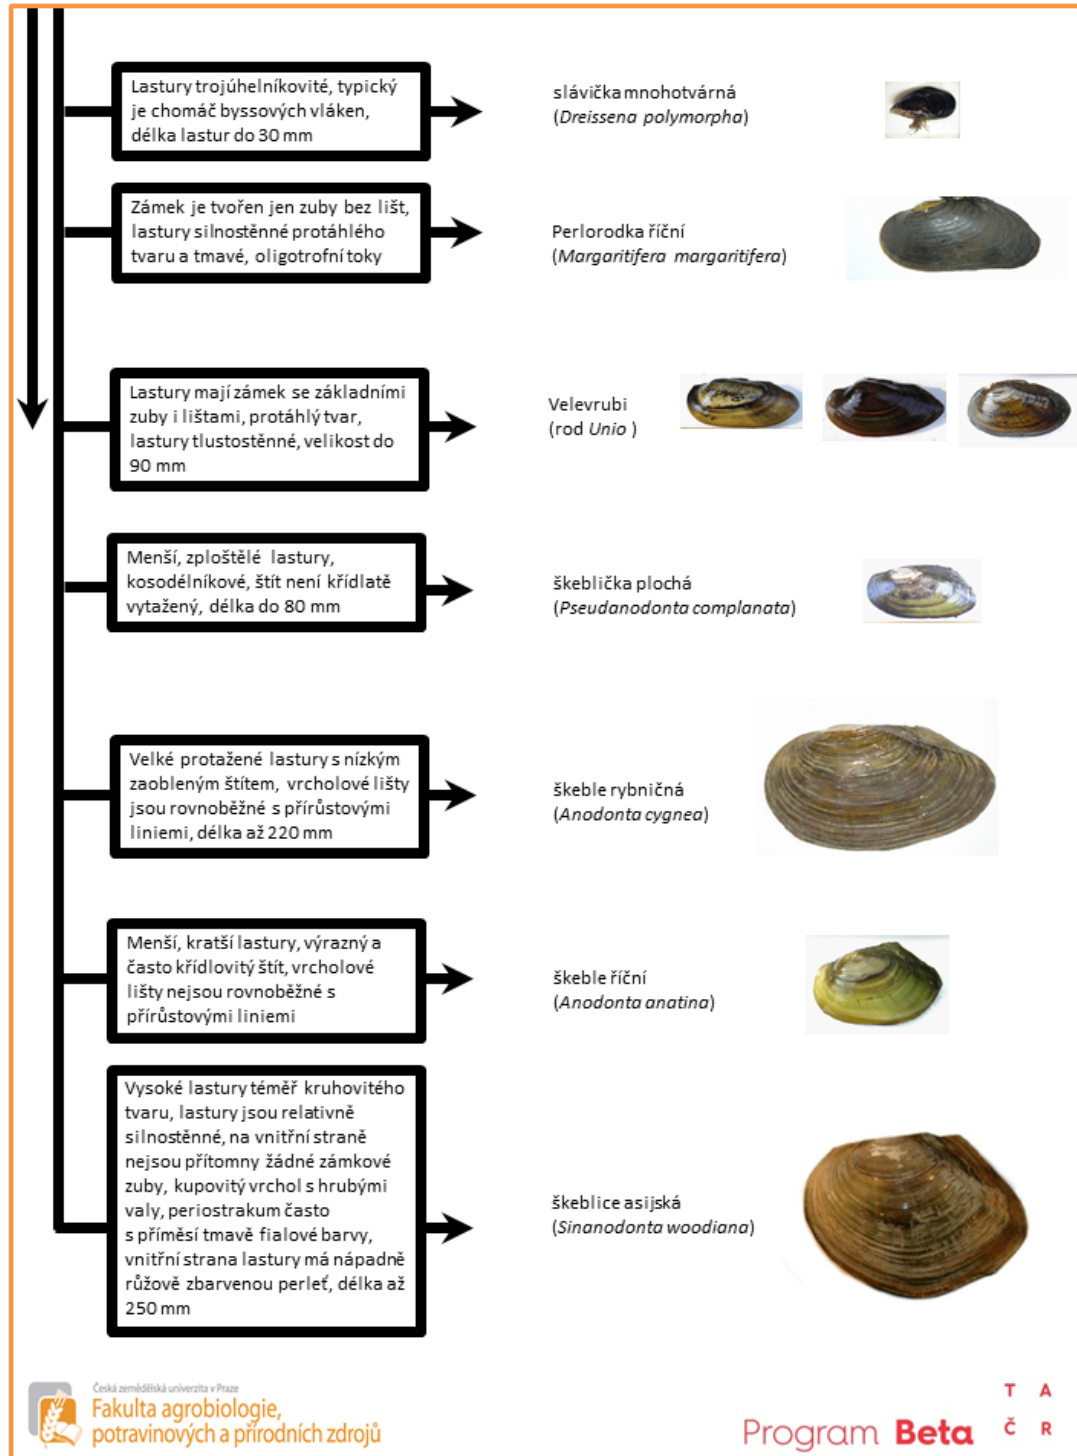 Lastury trojúhelníkovité, typický
je chomáč byssových vláken,
délka lastur do 30 mm
slávička mnohotvárná
(Dreissena polymorpha)
Zámek je tvořen jen zuby bez lišt,
lastury silnostěnné protáhlého
tvaru a tmavé, oligotrofní toky
Perlorodka říční
(Margaritifera margaritifera)
Lastury mají zámek se základními
zuby i lištami, protáhlý tvar,
lastury tlustostěnné, velikost do
90 mm
Velevrubi
(rod Unio )
Menší, zploštělé lastury,
kosodélníkové, štít není křídlatě
vytažený, délka do 80 mm
škeblička plochá
(Pseudanodonta complanata)
Velké protažené lastury s nízkým
zaobleným štítem, vrcholové lišty
jsou rovnoběžné s přírůstovými
liniemi, délka až 220 mm
škeble rybničná
(Anodonta cygnea)
Menší, kratší lastury, výrazný a
často křídlovitý štít, vrcholové
lišty nejsou rovnoběžné s
přírůstovými liniemi
škeble říční
(Anodonta anatina)
Vysoké lastury téměř kruhovitého
tvaru, lastury jsou relativně
silnostěnné, na vnitřní straně
nejsou přítomny žádné zámkové
zuby, kupovitý vrchol s hrubými
valy, periostrakum často
s příměsí tmavě fialové barvy,
vnitřní strana lastury má nápadně
růžově zbarvenou perleť, délka až
250 mm
škeblice asijská
(Sinanodonta woodiana)
Česká zemědělská univerzita v Praze
Fakulta agrobiologie,
potravinových a přírodních zdrojů
Program Beta
T A
Č R